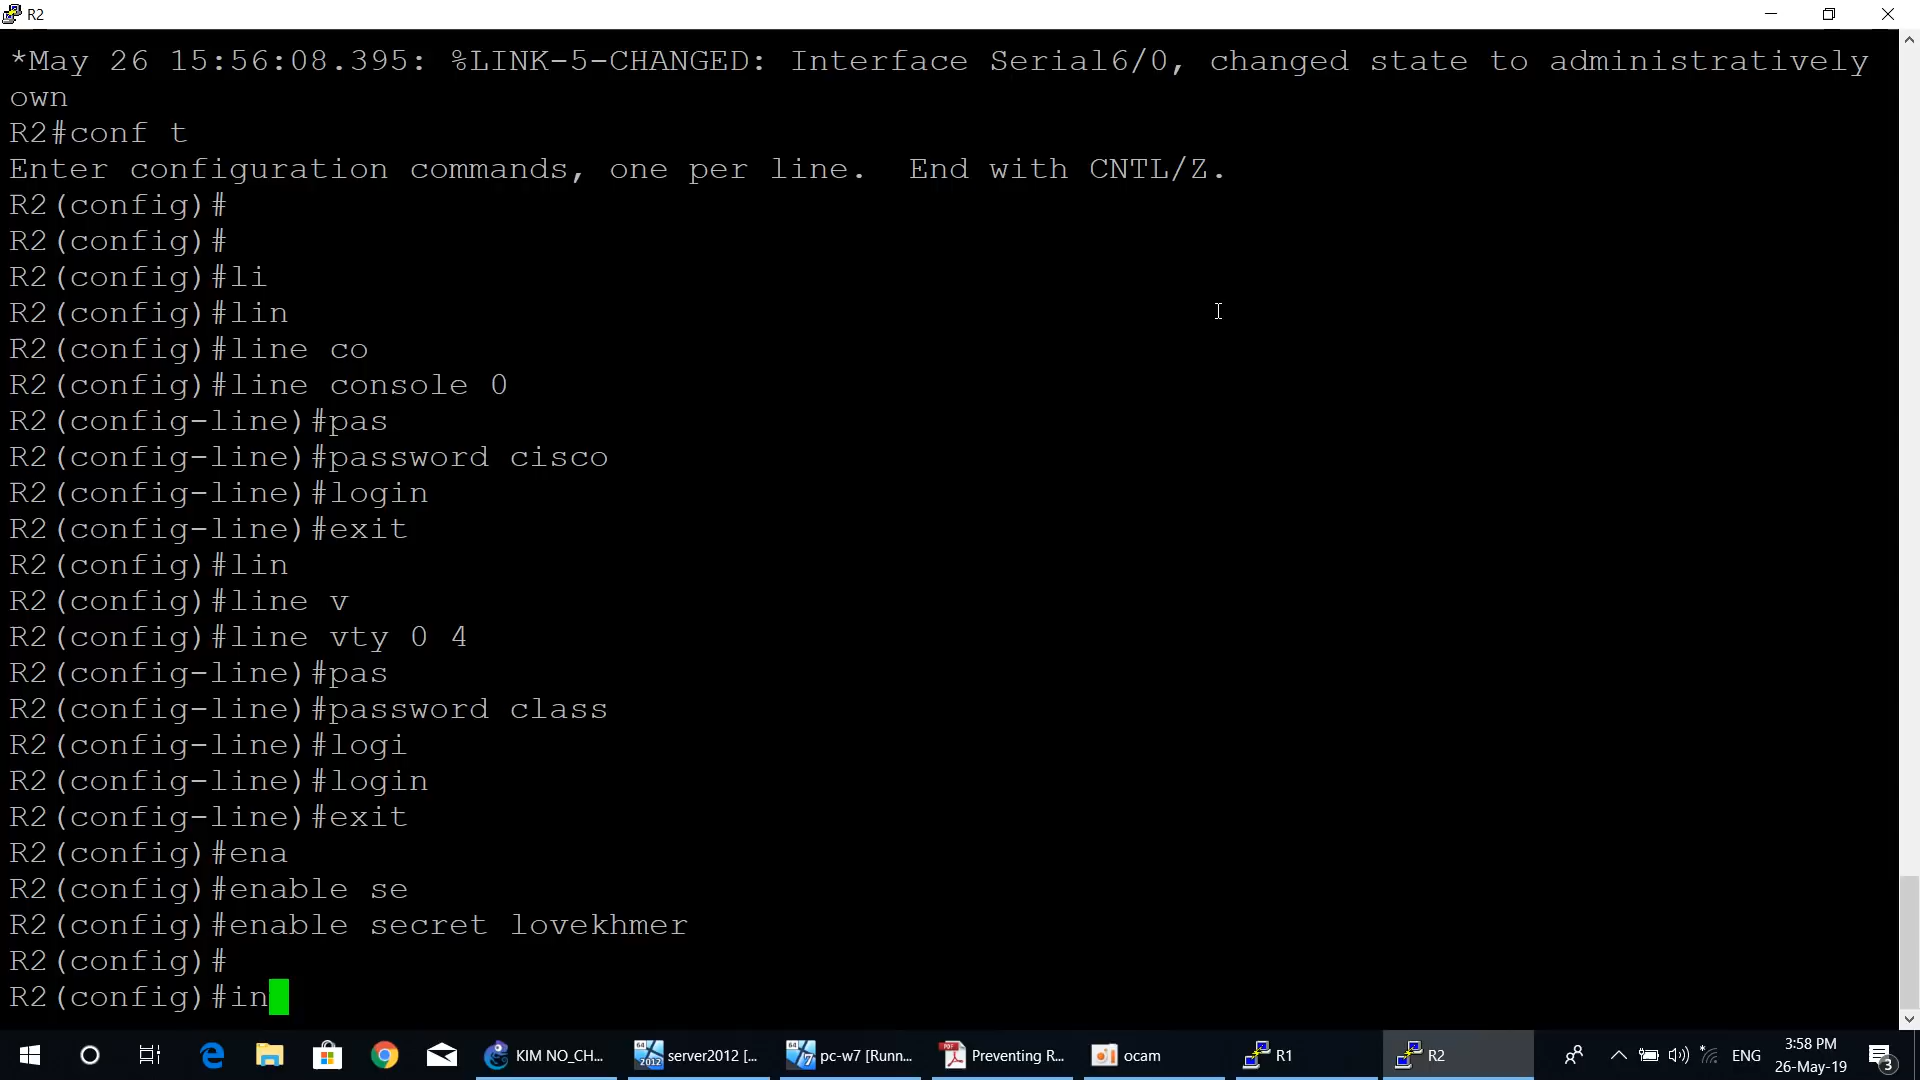 R2
*May 26 15:56:08.395: %LINK-5-CHANGED: Interface Serial6/0, changed state to administratively
own
R2#conf t
Enter configuration commands, one per line.  End with CNTL/Z.
R2(config)#
R2(config)#
R2(config)#li
R2(config)#lin
R2(config)#line co
R2(config)#line console 0
R2(config-line)#pas
R2(config-line)#password cisco
R2(config-line)#login
R2(config-line)#exit
R2(config)#lin
R2(config)#line v
R2(config)#line vty 0 4
R2(config-line)#pas
R2(config-line)#password class
R2(config-line)#logi
R2(config-line)#login
R2(config-line)#exit
R2(config)#ena
R2(config)#enable se
R2(config)#enable secret lovekhmer
R2(config)#
R2(config)#in
KIM NO_CH... server2012 [... pc-w7 [Runn... Preventing R... ocam R1 R2 ENG 3:58 PM
26-May-19 3